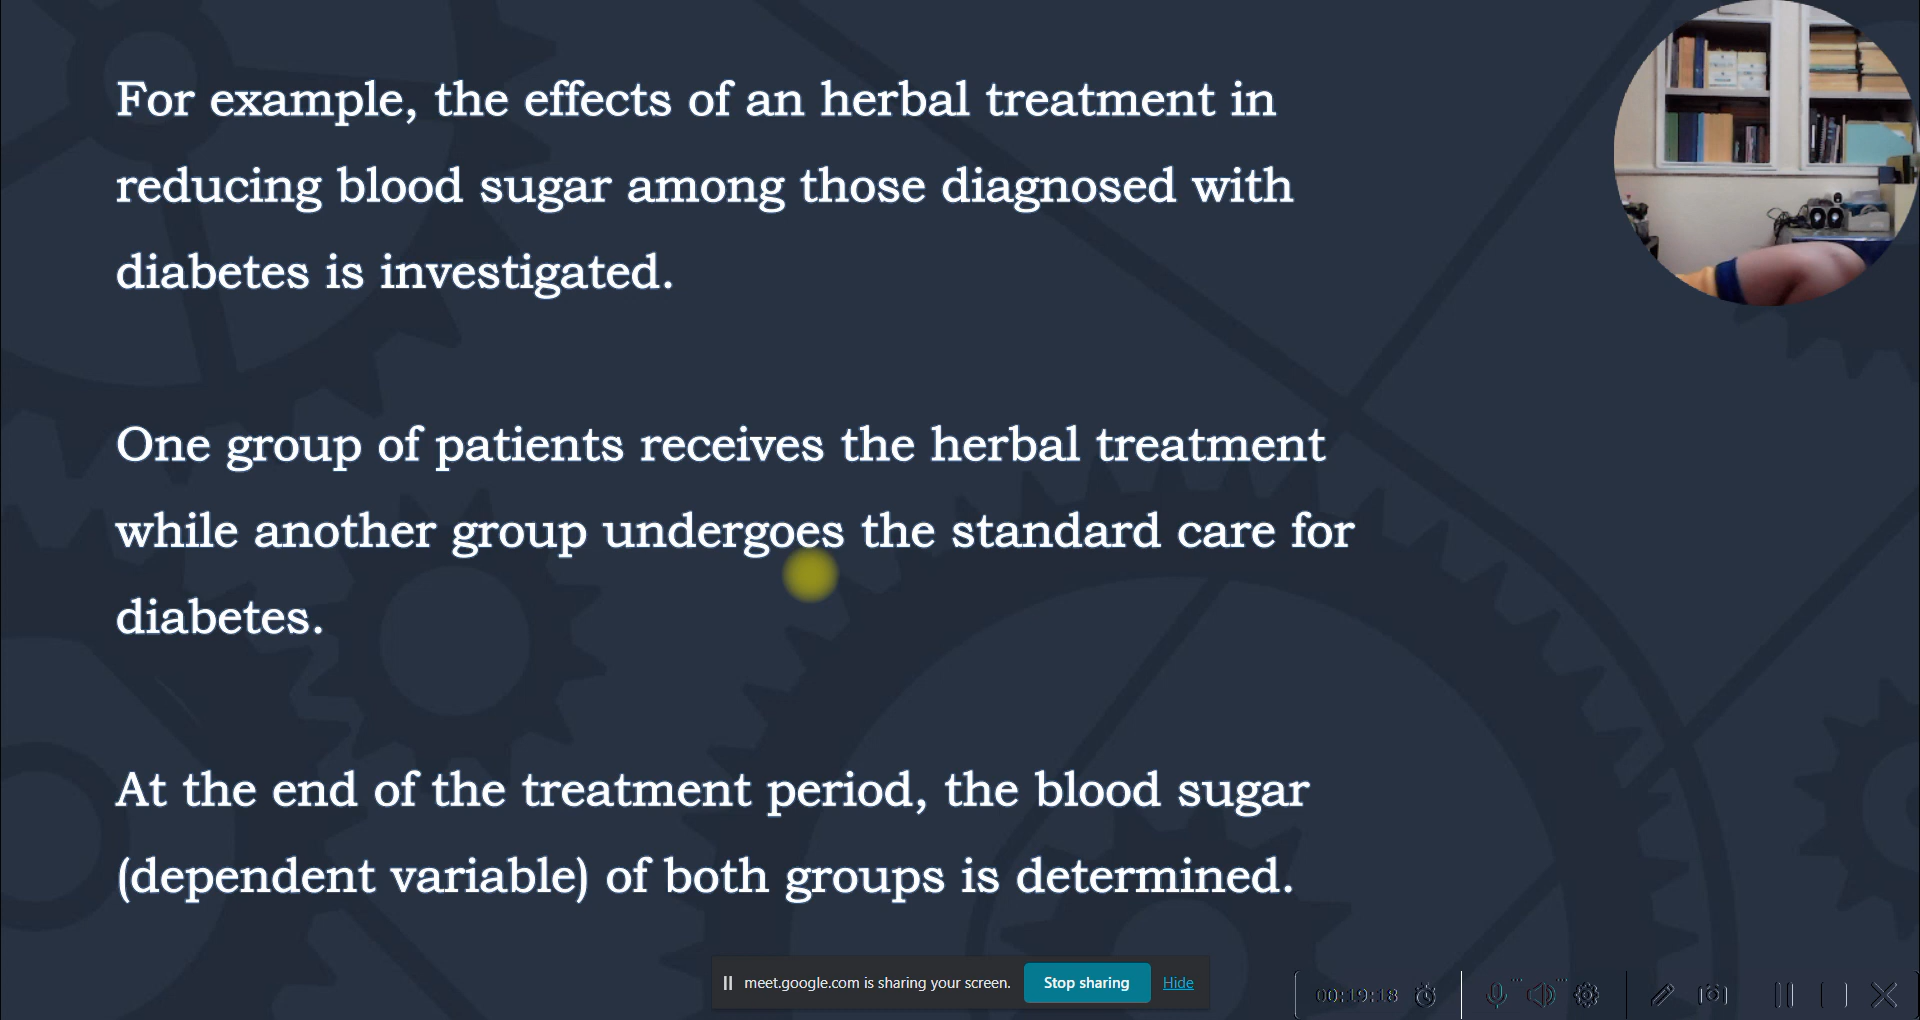 For example, the effects of an herbal treatment in
reducing blood sugar among those diagnosed with
diabetes is investigated.
One group of patients receives the herbal treatment
while another group undergoes the standard care for
diabetes.
At the end of the treatment period, the blood sugar
(dependent variable) of both groups is determined.
meet.google.com is sharing your screen. Stop sharing Hide
00:19:18